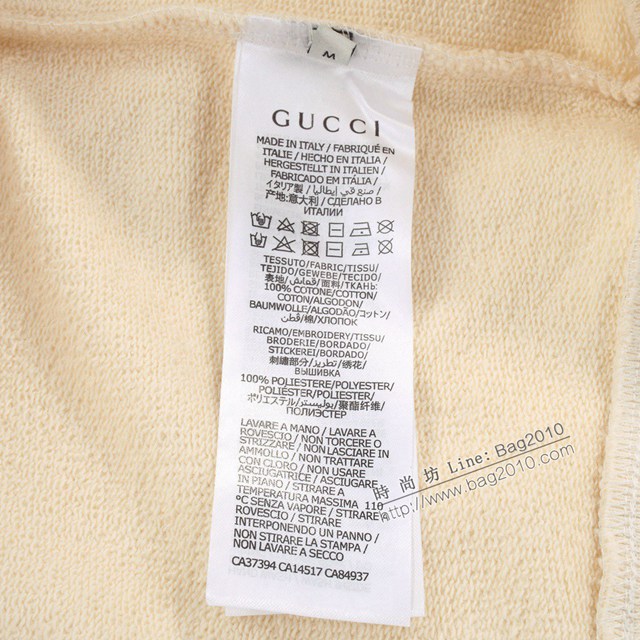 M
GUCCI
MADE IN ITALY / FABRIQUÉ EN
ITALIE / HECHO EN ITALIA /
HERGESTELLT IN ITALIEN /
FABRICADO EM ITÁLIA /
イタリア製 / صنع في إيطاليا /
产地:意大利 / СДЕЛАНО В
ИТАЛИИ
TESSUTO/FABRIC/TISSU/
TEJIDO/GEWEBE/TECIDO/
生地/قماش/面料/ТКАНЬ:
100% COTONE/COTTON/
COTON/ALGODON/
BAUMWOLLE/ALGODÃO/コットン/
قطن/棉/ХЛОПОК
RICAMO/EMBROIDERY/TISSU/
BRODERIE/BORDADO/
STICKEREI/BORDADO/
刺繍部分/تطريز/绣花/
ВЫШИВКА
100% POLIESTERE/POLYESTER/
POLIÉSTER/POLYESTER/
ポリエステル/بوليستر/聚酯纤维/
ПОЛИЭСТЕР
LAVARE A MANO / LAVARE A
ROVESCIO / NON TORCERE O
STRIZZARE / NON LASCIARE IN
AMMOLLO / NON TRATTARE
CON CLORO / NON USARE
ASCIUGATRICE/ASCIUGARE
IN PIANO / STIRARE A
TEMPERATURA MASSIMA 110
°C SENZA VAPORE / STIRARE A
ROVESCIO / STIRARE
INTERPONENDO UN PANNO /
NON STIRARE LA STAMPA /
NON LAVARE A SECCO
CA37394 CA14517 CA84937
時尚坊 Line: Bag2010
http://www.bag2010.com